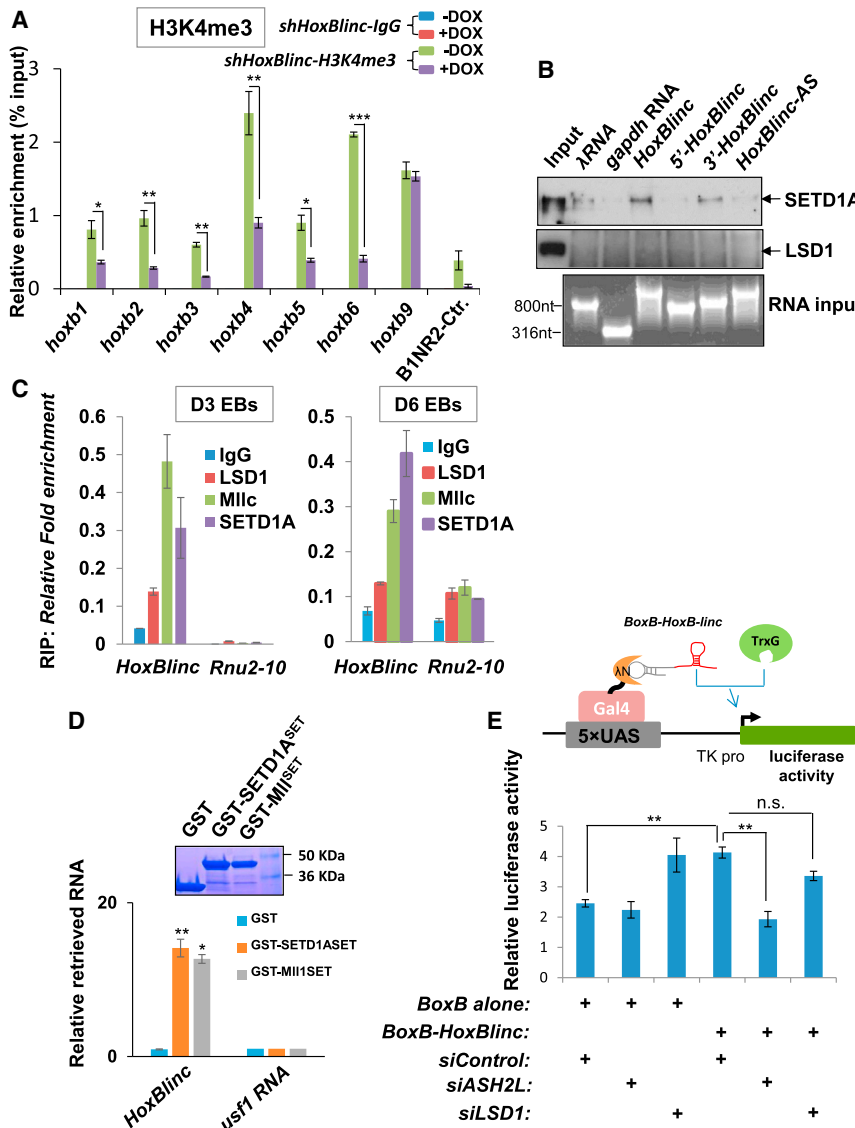 A
H3K4me3
shHoxBlinc-IgG
-DOX
+DOX
shHoxBlinc-H3K4me3
-DOX
+DOX
Relative enrichment (% input)
3
2
1
0
*
**
**
**
*
***
hoxb1
hoxb2
hoxb3
hoxb4
hoxb5
hoxb6
hoxb9
B1NR2-Ctr.
B
Input
λRNA
gapdh RNA
HoxBlinc
5'-HoxBlinc
3'-HoxBlinc
HoxBlinc-AS
SETD1A
LSD1
RNA input
800nt
316nt
C
D3 EBs
D6 EBs
RIP: Relative Fold enrichment
0.6
0.5
0.4
0.3
0.2
0.1
0
IgG
LSD1
Mllc
SETD1A
HoxBlinc
Rnu2-10
0.5
0.4
0.3
0.2
0.1
0
IgG
LSD1
Mllc
SETD1A
HoxBlinc
Rnu2-10
BoxB-HoxB-linc
TrxG
λN
Gal4
5×UAS
TK pro
luciferase
activity
D
GST
GST-SETD1A^SET
GST-Mll^SET
50 KDa
36 KDa
Relative retrieved RNA
20
0
**
*
GST
GST-SETD1ASET
GST-Mll1SET
HoxBlinc
usf1 RNA
E
Relative luciferase activity
5
4
3
2
1
0
**
**
n.s.
BoxB alone: + + +
BoxB-HoxBlinc: + + +
siControl: + +
siASH2L: + +
siLSD1: + +